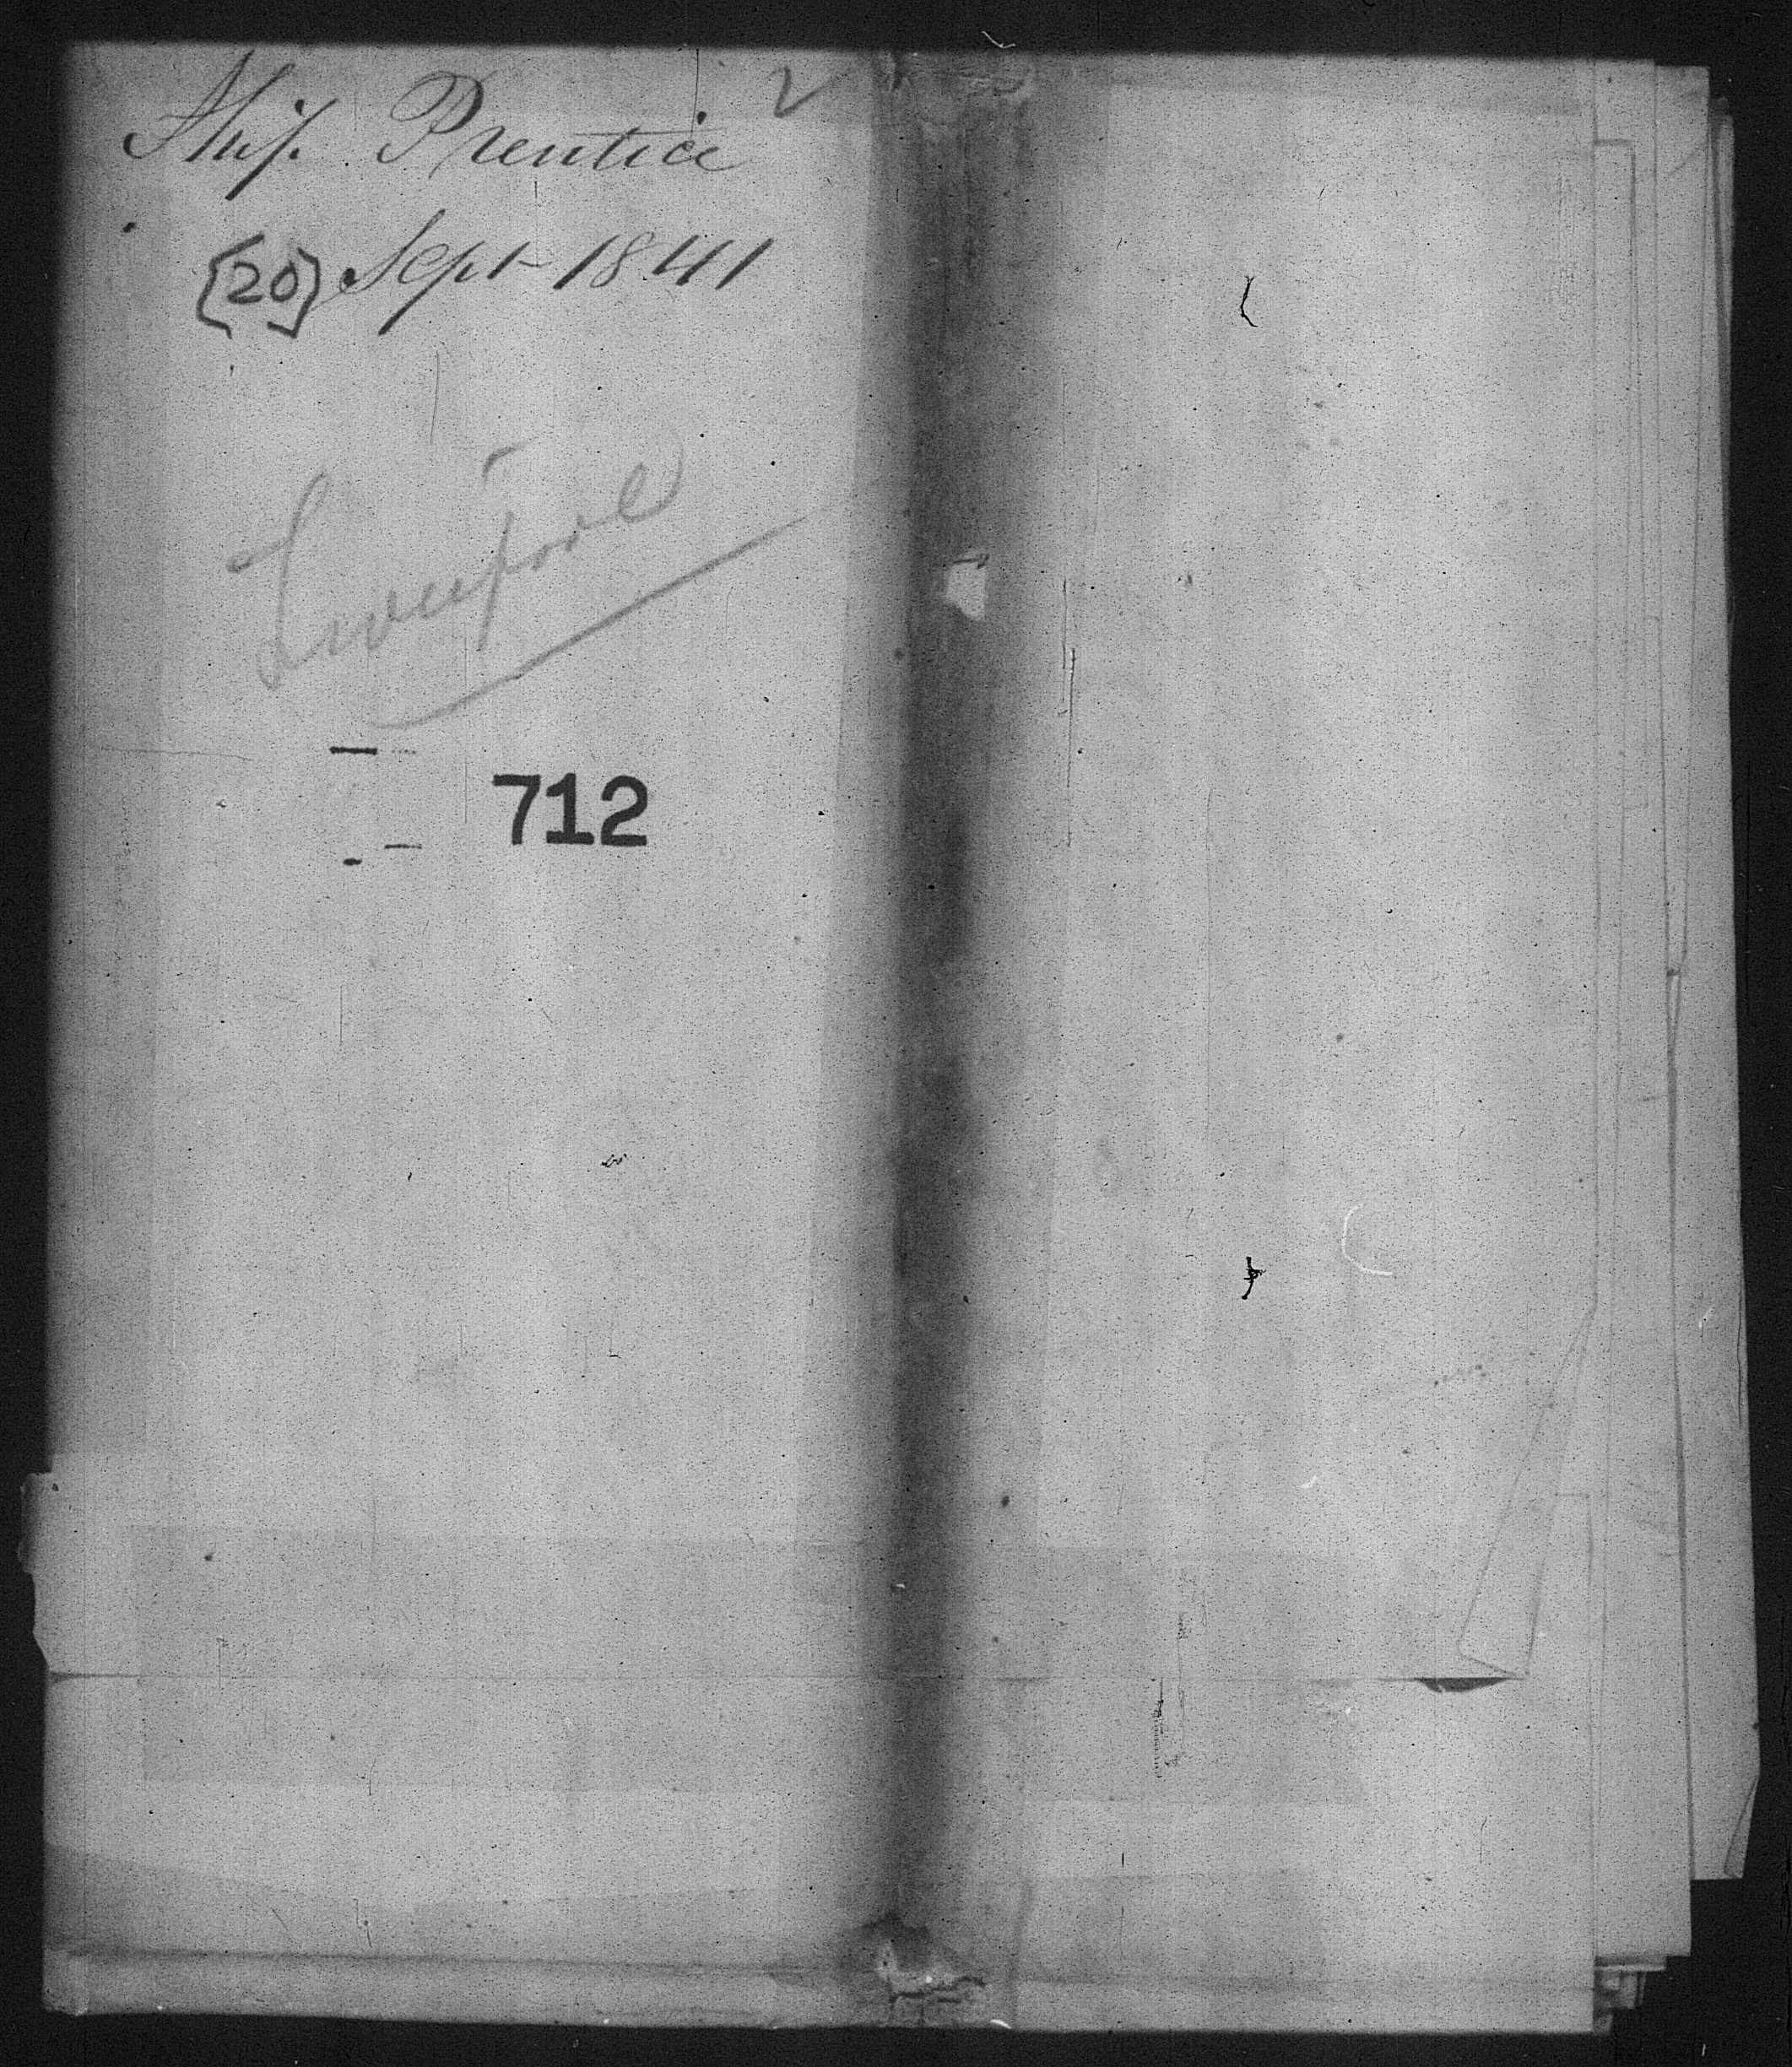 Ship Prentice
[20] Sept 1841
Liverpool
712